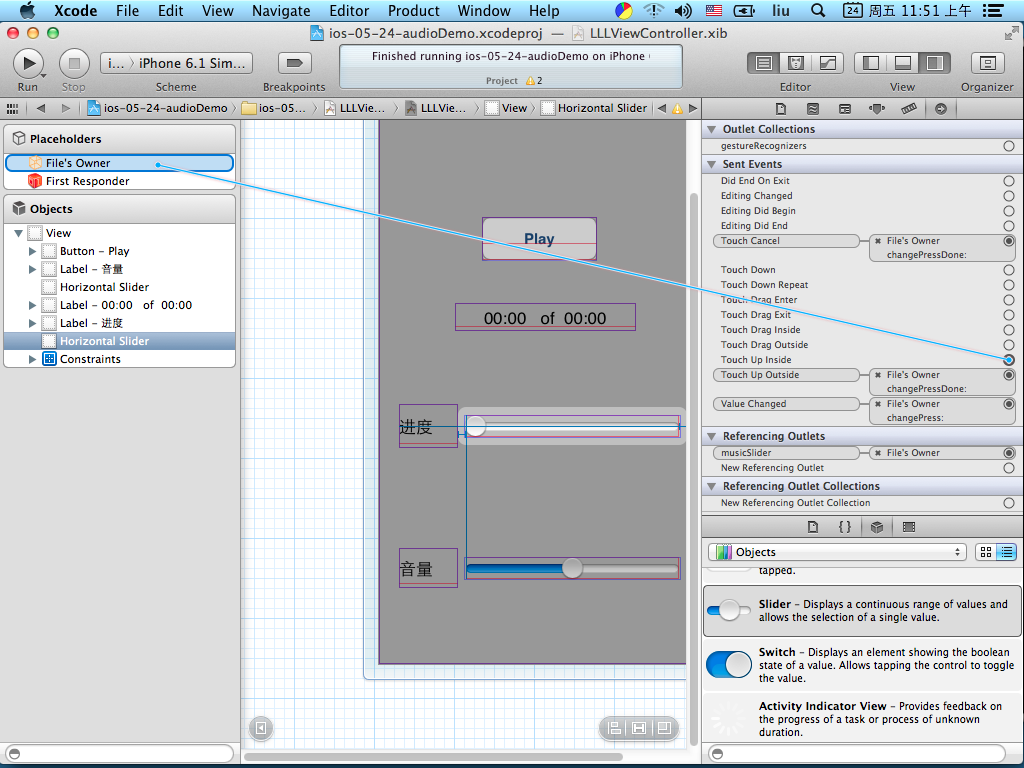 Xcode File Edit View Navigate Editor Product Window Help liu 24 周五 11:51 上午
ios-05-24-audioDemo.xcodeproj — LLLViewController.xib
i... iPhone 6.1 Sim...
Finished running ios-05-24-audioDemo on iPhone
Project 2
Run Stop Scheme Breakpoints Editor View Organizer
ios-05-24-audioDemo ios-05... LLLVie... LLLVie... View Horizontal Slider
Placeholders
File's Owner
First Responder
Objects
View
Button - Play
Label - 音量
Horizontal Slider
Label - 00:00 of 00:00
Label - 进度
Horizontal Slider
Constraints
Play
00:00 of 00:00
进度
音量
Outlet Collections
gestureRecognizers
Sent Events
Did End On Exit
Editing Changed
Editing Did Begin
Editing Did End
Touch Cancel File's Owner
changePressDone:
Touch Down
Touch Down Repeat
Touch Drag Enter
Touch Drag Exit
Touch Drag Inside
Touch Drag Outside
Touch Up Inside
Touch Up Outside File's Owner
changePressDone:
Value Changed File's Owner
changePress:
Referencing Outlets
musicSlider File's Owner
New Referencing Outlet
Referencing Outlet Collections
New Referencing Outlet Collection
{ }
Objects
tapped.
Slider - Displays a continuous range of values and
allows the selection of a single value.
Switch - Displays an element showing the boolean
state of a value. Allows tapping the control to toggle
the value.
Activity Indicator View - Provides feedback on
the progress of a task or process of unknown
duration.